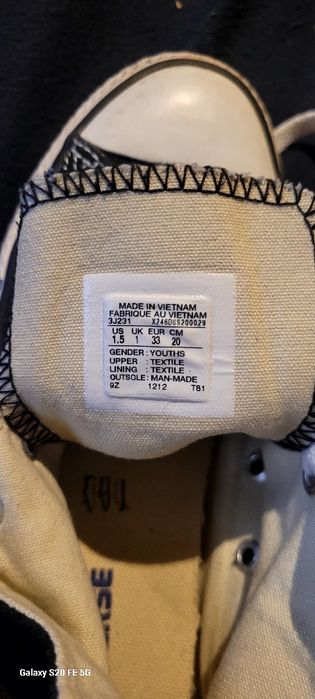 MADE IN VIETNAM
FABRIQUE AU VIETNAM
3J231 X246D6S200029
US UK EUR CM
1.5 1 33 20
GENDER : YOUTHS
UPPER : TEXTILE
LINING : TEXTILE
OUTSOLE : MAN-MADE
9Z 1212 T81
Galaxy S20 FE 5G